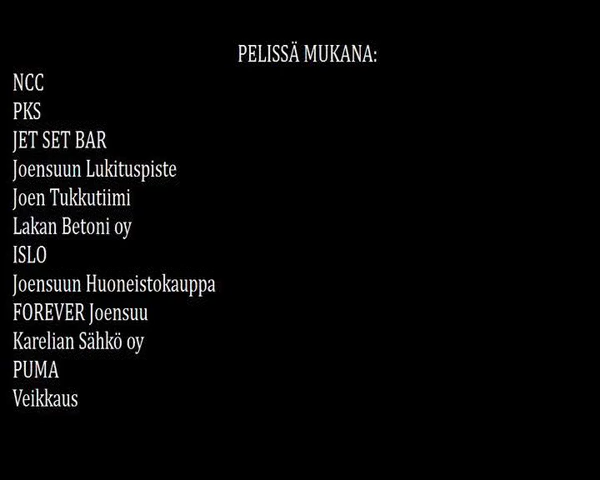 PELISSÄ MUKANA:
NCC
PKS
JET SET BAR
Joensuun Lukituspiste
Joen Tukkutiimi
Lakan Betoni oy
ISLO
Joensuun Huoneistokauppa
FOREVER Joensuu
Karelian Sähkö oy
PUMA
Veikkaus